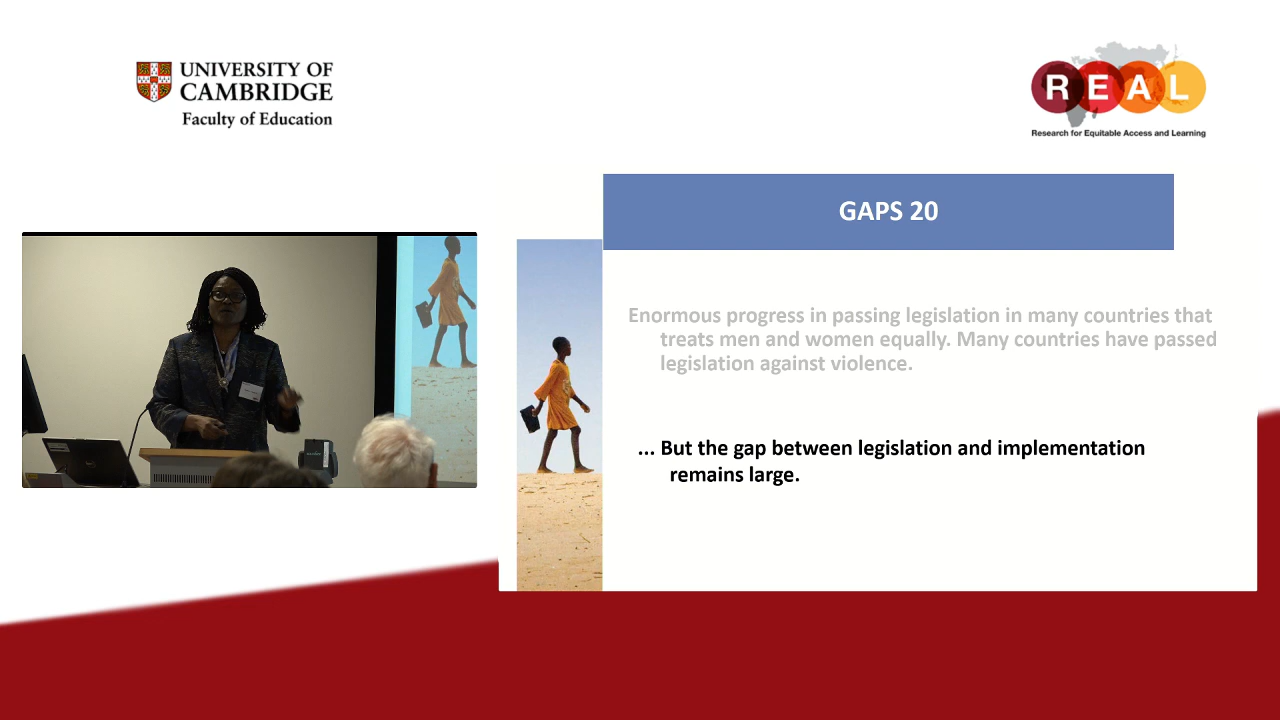 UNIVERSITY OF
CAMBRIDGE
Faculty of Education
R E A L
Research for Equitable Access and Learning
GAPS 20
Enormous progress in passing legislation in many countries that
treats men and women equally. Many countries have passed
legislation against violence.
... But the gap between legislation and implementation
remains large.